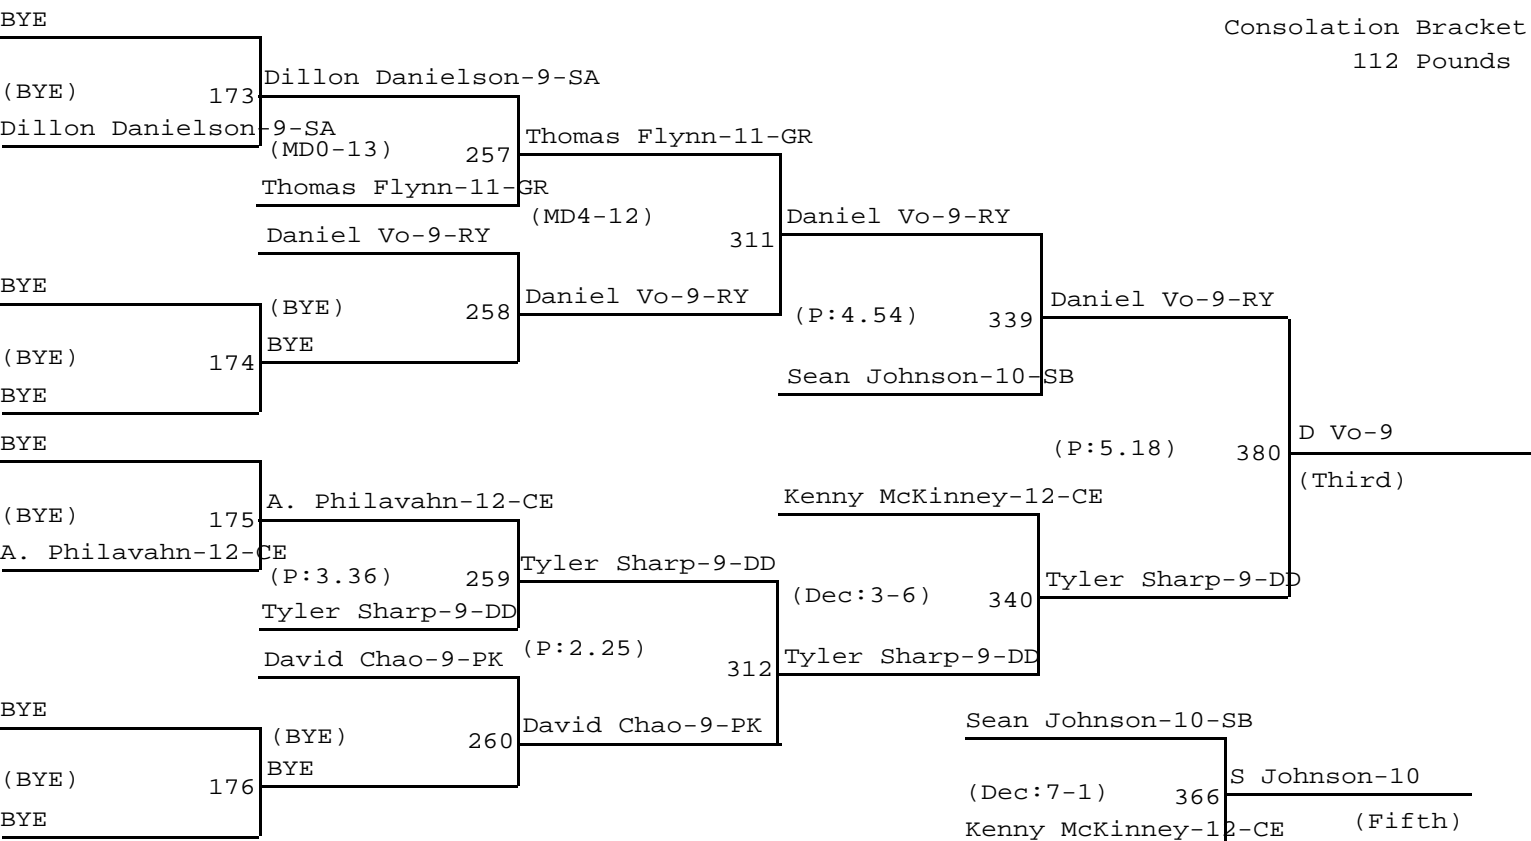 BYE
Consolation Bracket
112 Pounds
Dillon Danielson-9-SA
(BYE)
173
Dillon Danielson-9-SA
Thomas Flynn-11-GR
(MD0-13)
257
Thomas Flynn-11-GR
(MD4-12)
Daniel Vo-9-RY
Daniel Vo-9-RY
311
BYE
Daniel Vo-9-RY
Daniel Vo-9-RY
(BYE)
258
(P:4.54)
339
BYE
(BYE)
174
Sean Johnson-10-SB
BYE
BYE
D Vo-9
(P:5.18)
380
(Third)
A. Philavahn-12-CE
Kenny McKinney-12-CE
(BYE)
175
A. Philavahn-12-CE
Tyler Sharp-9-DD
(P:3.36)
259
Tyler Sharp-9-DD
(Dec:3-6)
340
Tyler Sharp-9-DD
David Chao-9-PK
(P:2.25)
312
Tyler Sharp-9-DD
BYE
David Chao-9-PK
Sean Johnson-10-SB
(BYE)
260
BYE
(BYE)
176
S Johnson-10
(Dec:7-1)
366
BYE
Kenny McKinney-12-CE
(Fifth)